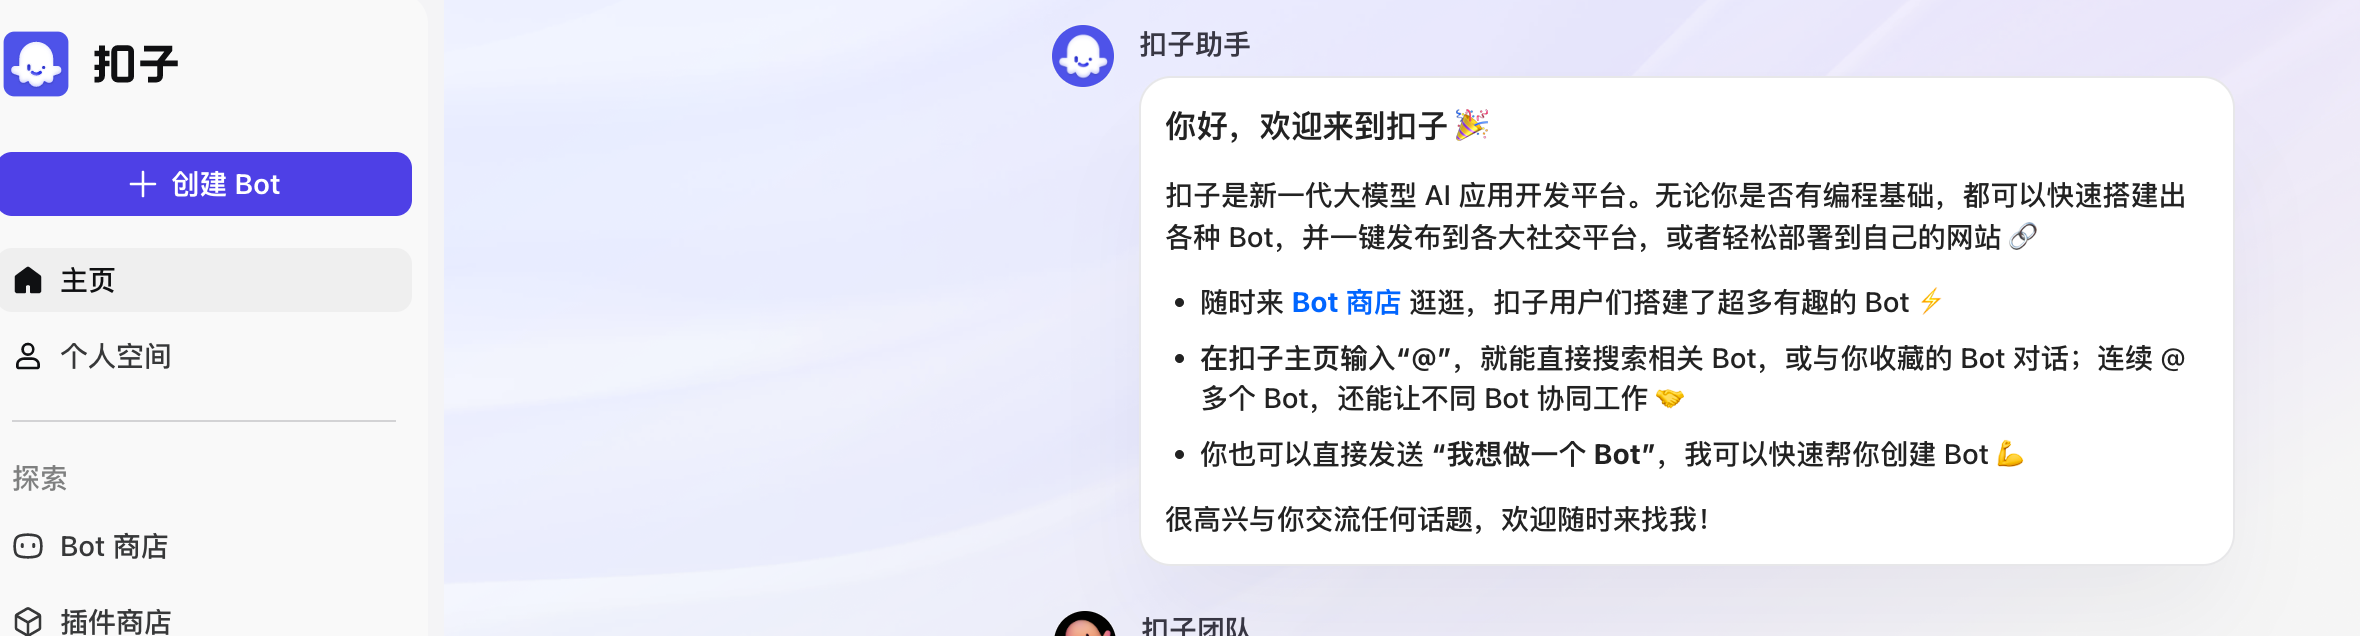 扣子
创建 Bot
主页
个人空间
探索
Bot 商店
插件商店
扣子助手
你好，欢迎来到扣子 🎉
扣子是新一代大模型 AI 应用开发平台。无论你是否有编程基础，都可以快速搭建出
各种 Bot，并一键发布到各大社交平台，或者轻松部署到自己的网站 🔗
• 随时来 Bot 商店 逛逛，扣子用户们搭建了超多有趣的 Bot ⚡
• 在扣子主页输入“@”，就能直接搜索相关 Bot，或与你收藏的 Bot 对话；连续 @
多个 Bot，还能让不同 Bot 协同工作 🤝
• 你也可以直接发送 “我想做一个 Bot”，我可以快速帮你创建 Bot 💪
很高兴与你交流任何话题，欢迎随时来找我！
扣子团队